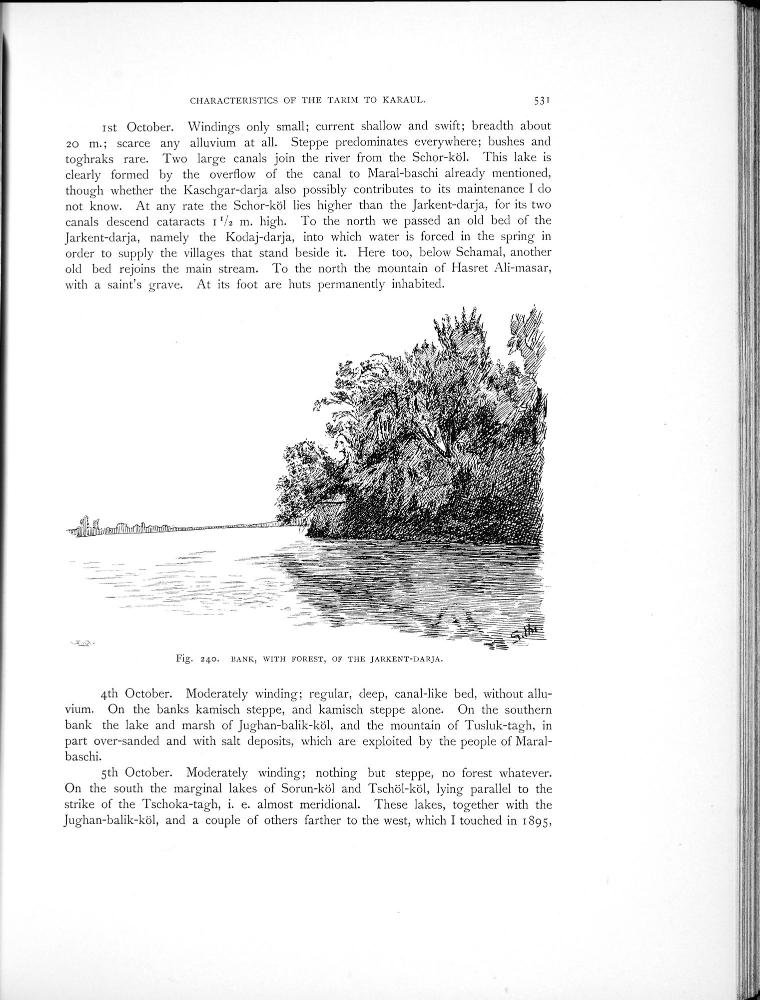 CHARACTERISTICS OF THE TARIM TO KARAUL. 531
1st October. Windings only small; current shallow and swift; breadth about
20 m.; scarce any alluvium at all. Steppe predominates everywhere; bushes and
toghraks rare. Two large canals join the river from the Schor-köl. This lake is
clearly formed by the overflow of the canal to Maral-baschi already mentioned,
though whether the Kaschgar-darja also possibly contributes to its maintenance I do
not know. At any rate the Schor-köl lies higher than the Jarkent-darja, for its two
canals descend cataracts 1 1/2 m. high. To the north we passed an old bed of the
Jarkent-darja, namely the Kodaj-darja, into which water is forced in the spring in
order to supply the villages that stand beside it. Here too, below Schamal, another
old bed rejoins the main stream. To the north the mountain of Hasret Ali-masar,
with a saint's grave. At its foot are huts permanently inhabited.
Fig. 240. BANK, WITH FOREST, OF THE JARKENT-DARJA.
4th October. Moderately winding; regular, deep, canal-like bed, without allu-
vium. On the banks kamisch steppe, and kamisch steppe alone. On the southern
bank the lake and marsh of Jughan-balik-köl, and the mountain of Tusluk-tagh, in
part over-sanded and with salt deposits, which are exploited by the people of Maral-
baschi.
5th October. Moderately winding; nothing but steppe, no forest whatever.
On the south the marginal lakes of Sorun-köl and Tschöl-köl, lying parallel to the
strike of the Tschoka-tagh, i. e. almost meridional. These lakes, together with the
Jughan-balik-köl, and a couple of others farther to the west, which I touched in 1895,